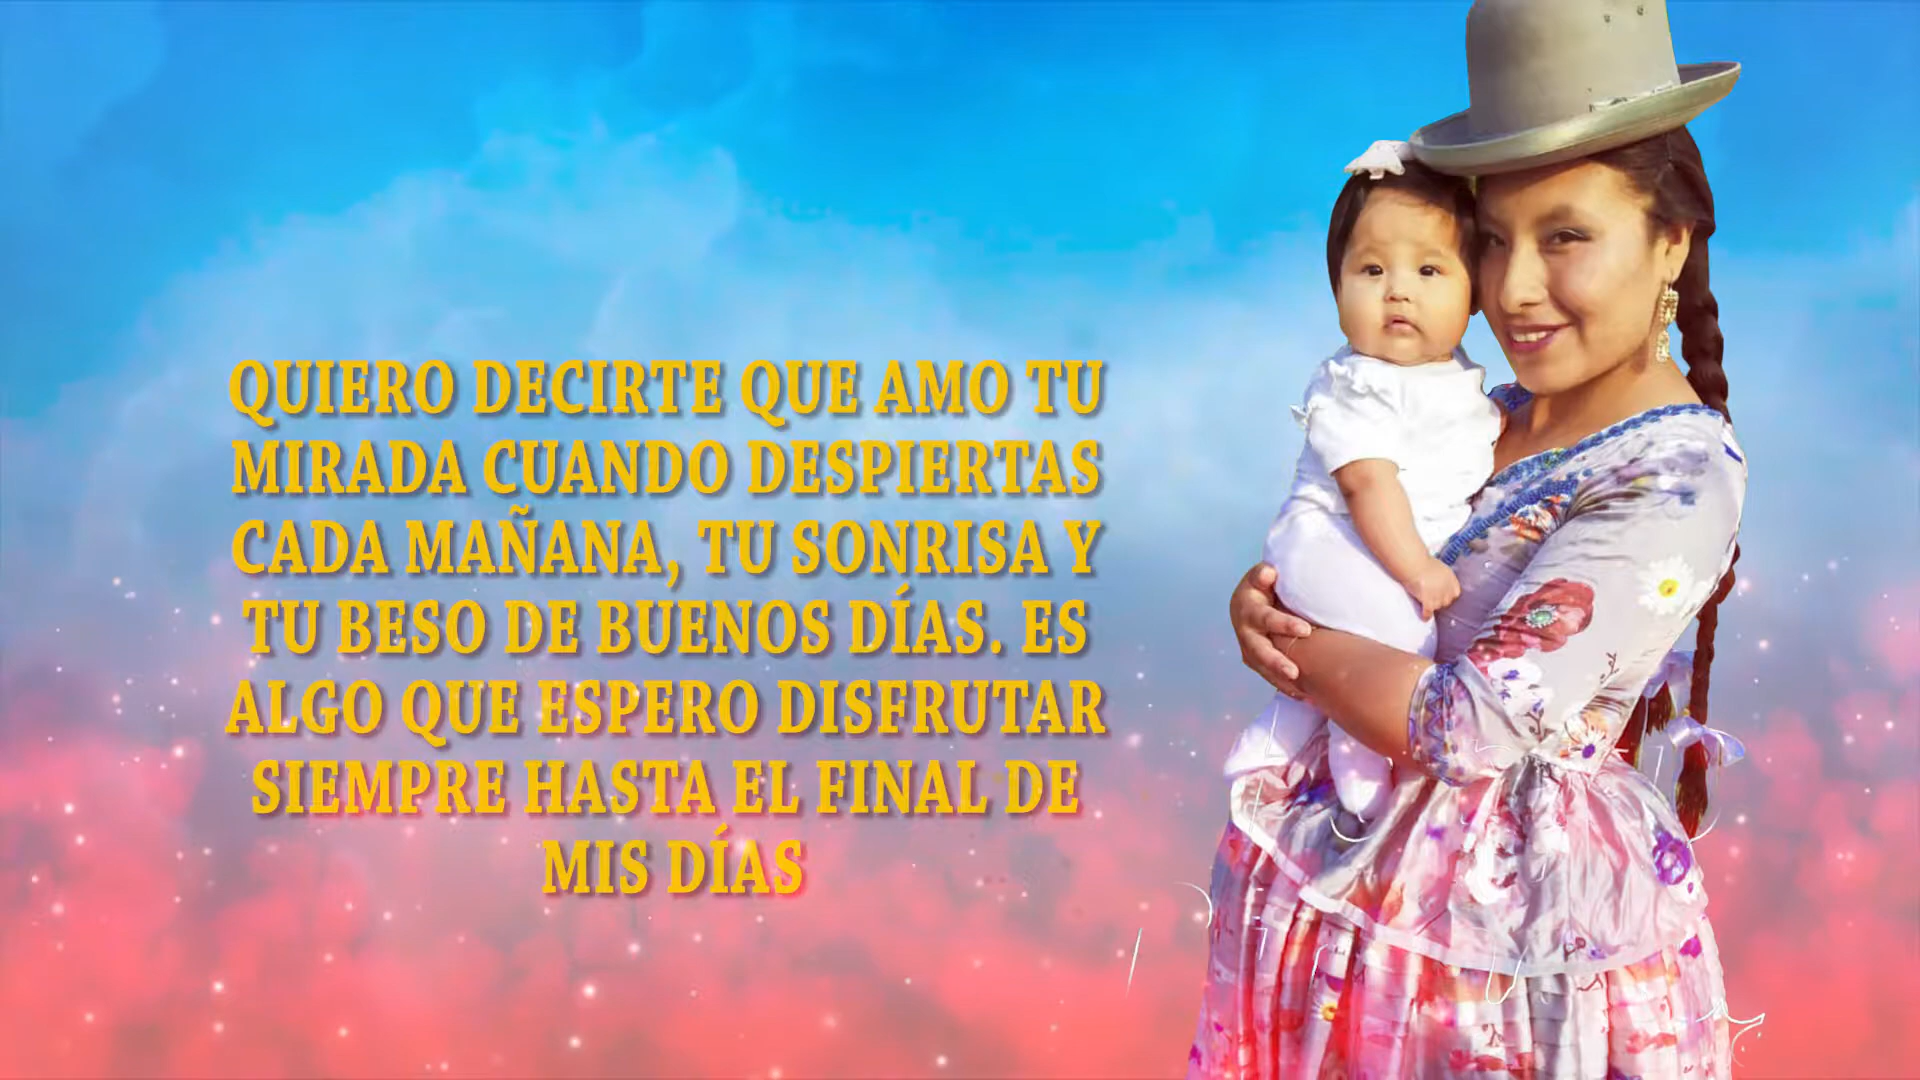 QUIERO DECIRTE QUE AMO TU
MIRADA CUANDO DESPIERTAS
CADA MAÑANA, TU SONRISA Y
TU BESO DE BUENOS DÍAS. ES
ALGO QUE ESPERO DISFRUTAR
SIEMPRE HASTA EL FINAL DE
MIS DÍAS